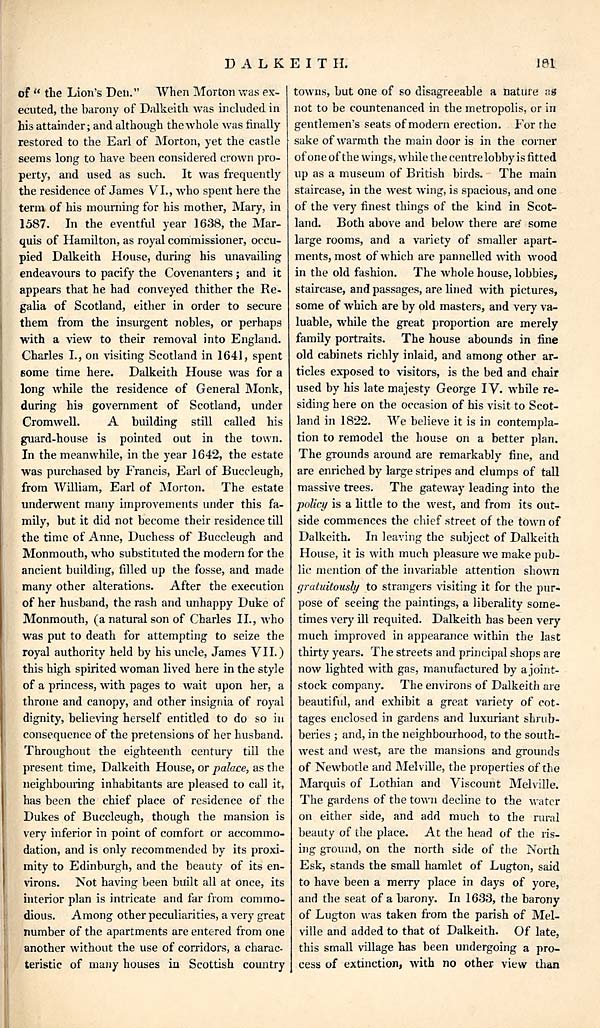 DALKEITH. 181
of “ the Lion's Den.” When Morton was ex-
ecuted, the barony of Dalkeith was included in
his attainder; and although the whole was finally
restored to the Earl of Morton, yet the castle
seems long to have been considered crown pro-
perty, and used as such. It was frequently
the residence of James VI., who spent here the
term of his mourning for his mother, Mary, in
1587. In the eventful year 1638, the Mar-
quis of Hamilton, as royal commissioner, occu-
pied Dalkeith House, during his unavailing
endeavours to pacify the Covenanters; and it
appears that he had conveyed thither the Re-
galia of Scotland, either in order to secure
them from the insurgent nobles, or perhaps
with a view to their removal into England.
Charles I., on visiting Scotland in 1641, spent
some time here. Dalkeith House was for a
long while the residence of General Monk,
during his government of Scotland, under
Cromwell. A building still called his
guard-house is pointed out in the town.
In the meanwhile, in the year 1642, the estate
was purchased by Francis, Earl of Buccleugh,
from William, Earl of Morton. The estate
underwent many improvements under this fa-
mily, but it did not become their residence till
the time of Anne, Duchess of Buccleugh and
Monmouth, who substituted the modern for the
ancient building, filled up the fosse, and made
many other alterations. After the execution
of her husband, the rash and unhappy Duke of
Monmouth, (a natural son of Charles II., who
was put to death for attempting to seize the
royal authority held by his uncle, James VII.)
this high spirited woman lived here in the style
of a princess, with pages to wait upon her, a
throne and canopy, and other insignia of royal
dignity, believing herself entitled to do so in
consequence of the pretensions of her husband.
Throughout the eighteenth century till the
present time, Dalkeith House, or palace, as the
neighbouring inhabitants are pleased to call it,
has been the chief place of residence of the
Dukes of Buccleugh, though the mansion is
very inferior in point of comfort or accommo-
dation, and is only recommended by its proxi-
mity to Edinburgh, and the beauty of its en-
virons. Not having been built all at once, its
interior plan is intricate and far from commo-
dious. Among other peculiarities, a very great
number of the apartments are entered from one
another without the use of corridors, a charac-
teristic of many houses in Scottish country
towns, but one of so disagreeable a nature as
not to be countenanced in the metropolis, or in
gentlemen's seats of modern erection. For the
sake of warmth the main door is in the corner
of one of the wings, while the centre lobby is fitted
up as a museum of British birds. The main
staircase, in the west wing, is spacious, and one
of the very finest things of the kind in Scot-
land. Both above and below there are some
large rooms, and a variety of smaller apart-
ments, most of which are pannelled with wood
in the old fashion. The whole house, lobbies,
staircase, and passages, are lined with pictures,
some of which are by old masters, and very va-
luable, while the great proportion are merely
family portraits. The house abounds in fine
old cabinets richly inlaid, and among other ar-
ticles exposed to visitors, is the bed and chair
used by his late majesty George IV. while re-
siding here on the occasion of his visit to Scot-
land in 1822. We believe it is in contempla-
tion to remodel the house on a better plan.
The grounds around are remarkably fine, and
are enriched by large stripes and clumps of tall
massive trees. The gateway leading into the
policy is a little to the west, and from its out-
side commences the chief street of the town of
Dalkeith. In leaving the subject of Dalkeith
House, it is with much pleasure we make pub-
lic mention of the invariable attention shown
gratuitously to strangers visiting it for the pur-
pose of seeing the paintings, a liberality some-
times very ill requited. Dalkeith has been very
much improved in appearance within the last
thirty years. The streets and principal shops are
now lighted with gas, manufactured by a joint-
stock company. The environs of Dalkeith are
beautiful, and exhibit a great variety of cot-
tages enclosed in gardens and luxuriant shrub-
beries ; and, in the neighbourhood, to the south-
west and west, are the mansions and grounds
of Newbotle and Melville, the properties of the
Marquis of Lothian and Viscount Melville.
The gardens of the town decline to the water
on either side, and add much to the rural
beauty of the place. At the head of the ris-
ing ground, on the north side of the North
Esk, stands the small hamlet of Lugton, said
to have been a merry place in days of yore,
and the seat of a barony. In 1633, the barony
of Lugton was taken from the parish of Mel-
ville and added to that of Dalkeith. Of late,
this small village has been undergoing a pro-
cess of extinction, with no other view than